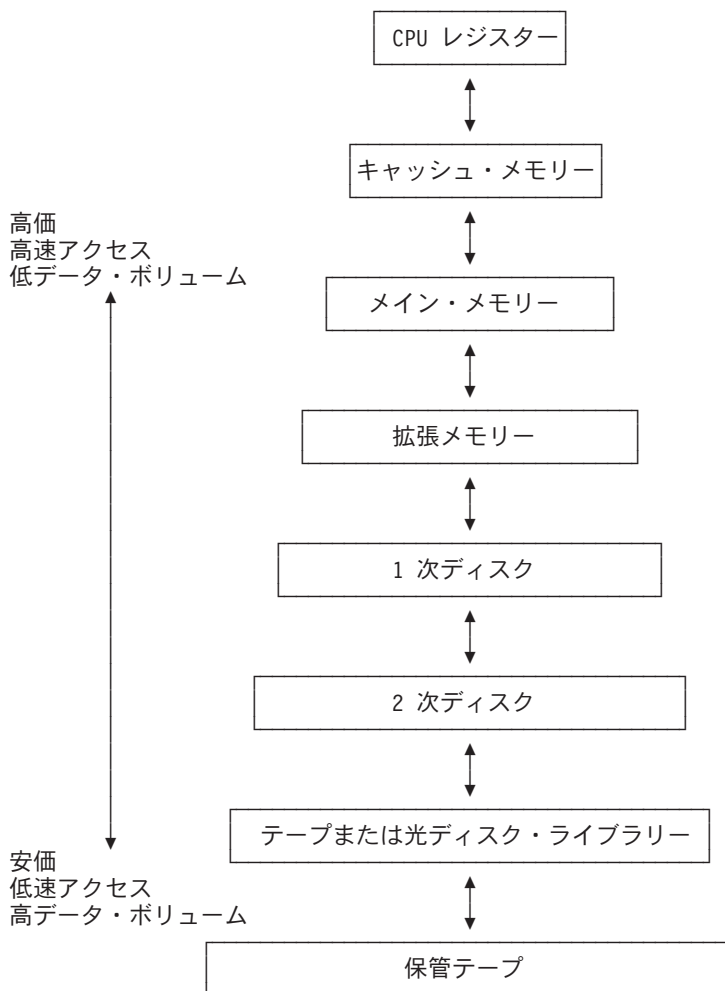 CPU レジスター
キャッシュ・メモリー
高価
高速アクセス
低データ・ボリューム
メイン・メモリー
拡張メモリー
1 次ディスク
2 次ディスク
テープまたは光ディスク・ライブラリー
安価
低速アクセス
高データ・ボリューム
保管テープ